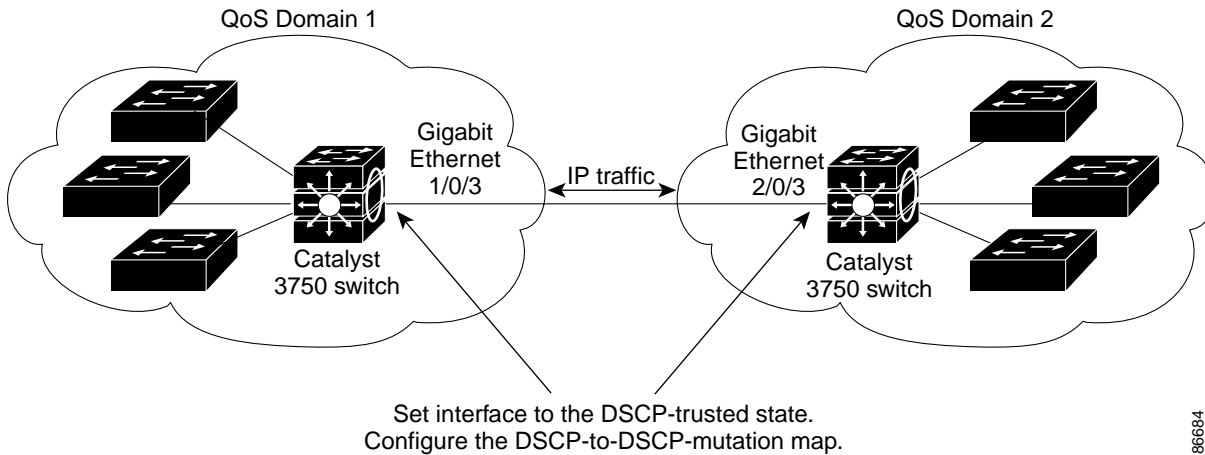 QoS Domain 1
QoS Domain 2
Gigabit
Ethernet
1/0/3
IP traffic
Gigabit
Ethernet
2/0/3
Catalyst
3750 switch
Catalyst
3750 switch
Set interface to the DSCP-trusted state.
Configure the DSCP-to-DSCP-mutation map.
86684